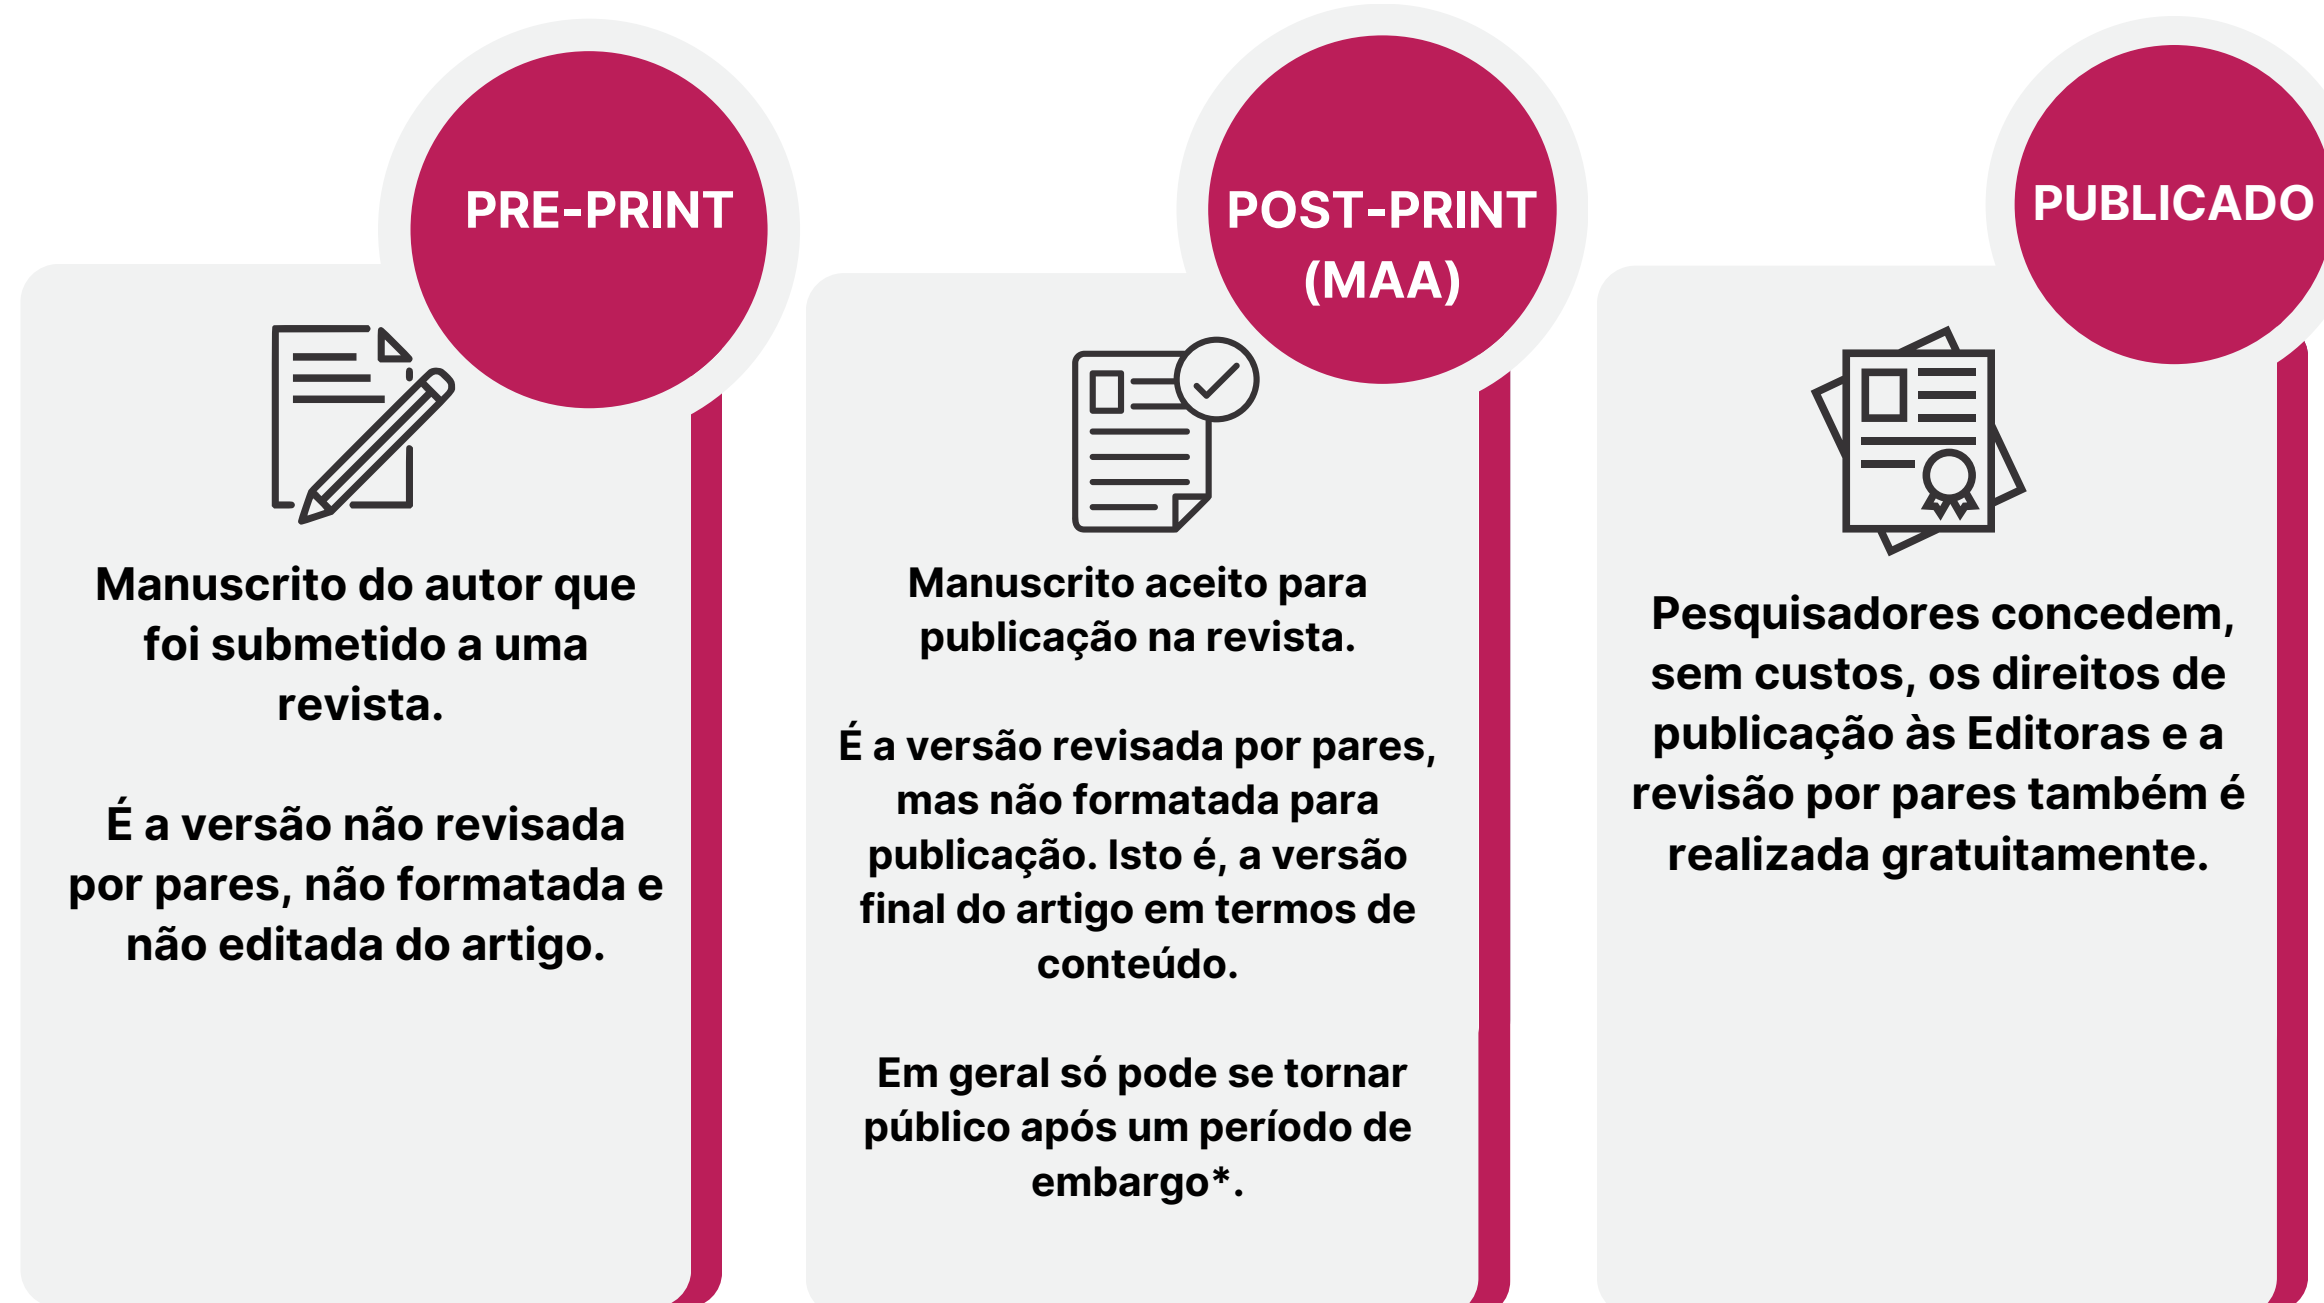 PRE-PRINT
Manuscrito do autor que
foi submetido a uma
revista.
É a versão não revisada
por pares, não formatada e
não editada do artigo.
POST-PRINT
(MAA)
Manuscrito aceito para
publicação na revista.
É a versão revisada por pares,
mas não formatada para
publicação. Isto é, a versão
final do artigo em termos de
conteúdo.
Em geral só pode se tornar
público após um período de
embargo*.
PUBLICADO
Pesquisadores concedem,
sem custos, os direitos de
publicação às Editoras e a
revisão por pares também é
realizada gratuitamente.